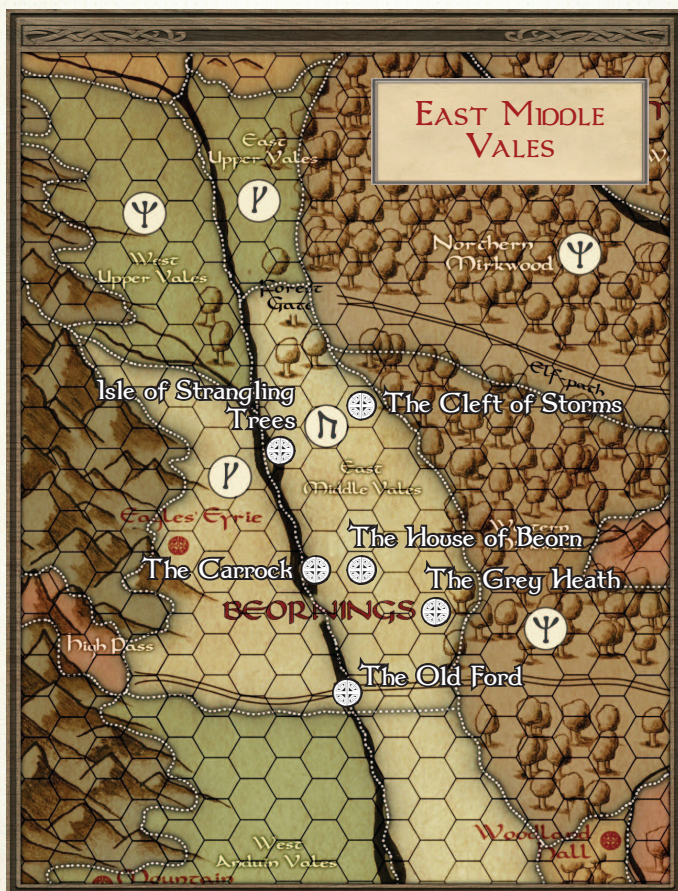 EAST MIDDLE
VALES
East
Upper Vales
West
Upper Vales
Northern
Mirkwood
Forest
Gate
Elf-path
Isle of Strangling
Trees
The Cleft of Storms
East
Middle Vales
Eagles' Eyrie
Western
The House of Beorn
The Carrock
The Grey Heath
BEORNINGS
High Pass
The Old Ford
West
Anduin Vales
Woodland
Hall
Mountain